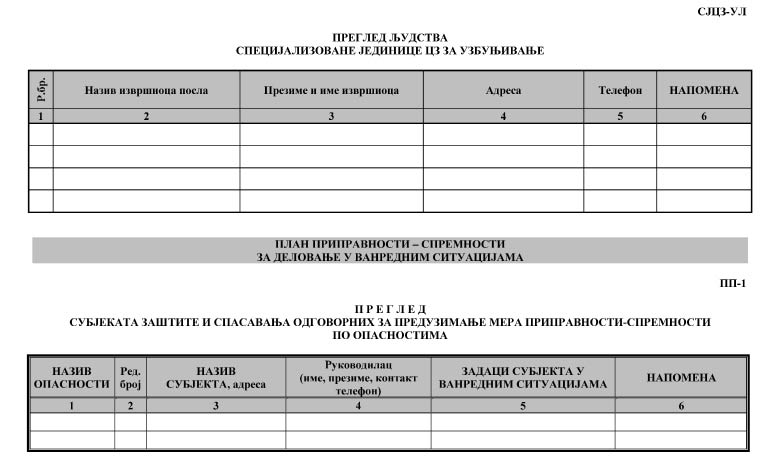 СЈЦЗ-УЛ
ПРЕГЛЕД ЉУДСТВА
СПЕЦИЈАЛИЗОВАНЕ ЈЕДИНИЦЕ ЦЗ ЗА УЗБУЊИВАЊЕ
Р.бр. Назив извршиоца посла Презиме и име извршиоца Адреса Телефон НАПОМЕНА
1 2 3 4 5 6
ПЛАН ПРИПРАВНОСТИ – СПРЕМНОСТИ
ЗА ДЕЛОВАЊЕ У ВАНРЕДНИМ СИТУАЦИЈАМА
ПП-1
П Р Е Г Л Е Д
СУБЈЕКАТА ЗАШТИТЕ И СПАСАВАЊА ОДГОВОРНИХ ЗА ПРЕДУЗИМАЊЕ МЕРА ПРИПРАВНОСТИ-СПРЕМНОСТИ
ПО ОПАСНОСТИМА
НАЗИВ
ОПАСНОСТИ
Ред.
број
НАЗИВ
СУБЈЕКТА, адреса
Руководилац
(име, презиме, контакт
телефон)
ЗАДАЦИ СУБЈЕКТА У
ВАНРЕДНИМ СИТУАЦИЈАМА
НАПОМЕНА
1 2 3 4 5 6